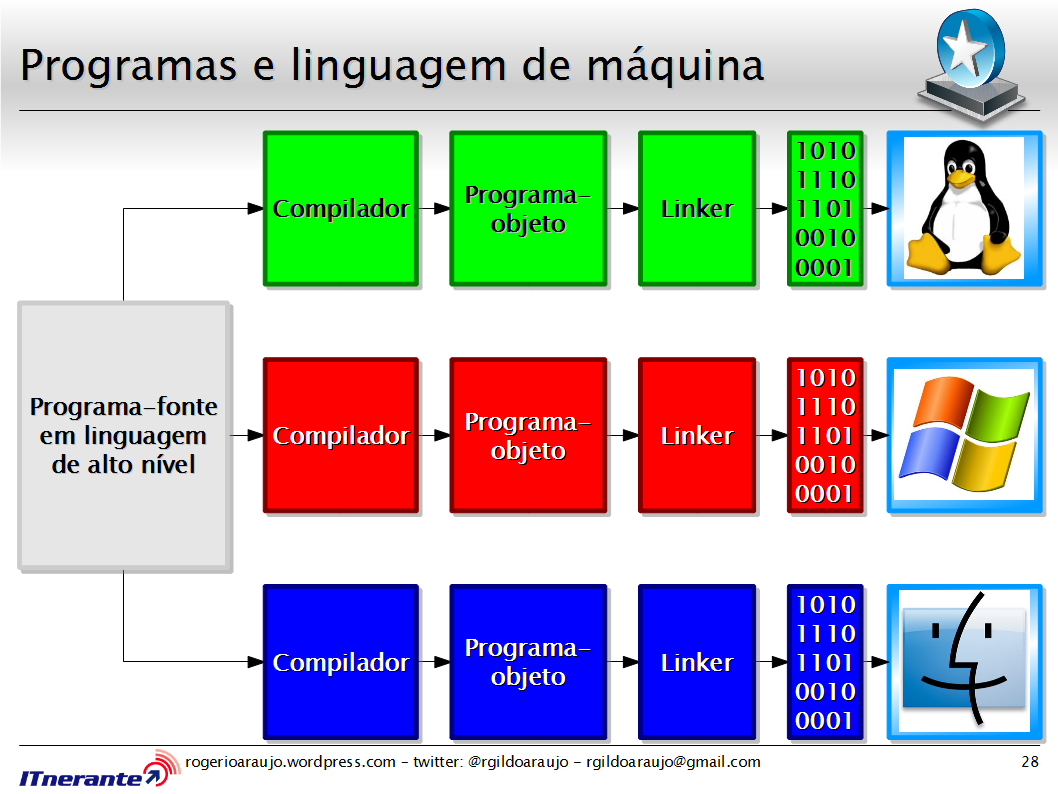 Programas e linguagem de máquina
Compilador
Programa-
objeto
Linker
1010
1110
1101
0010
0001
Programa-fonte
em linguagem
de alto nível
Compilador
Programa-
objeto
Linker
1010
1110
1101
0010
0001
Compilador
Programa-
objeto
Linker
1010
1110
1101
0010
0001
ITnerante
rogerioaraujo.wordpress.com - twitter: @rgildoaraujo - rgildoaraujo@gmail.com
28